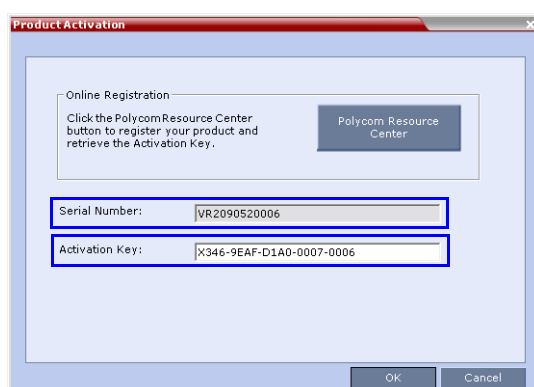 Product Activation
Online Registration
Click the Polycom Resource Center
button to register your product and
retrieve the Activation Key.
Polycom Resource
Center
Serial Number:
VR2090520006
Activation Key:
X346-9EAF-D1A0-0007-0006
OK
Cancel